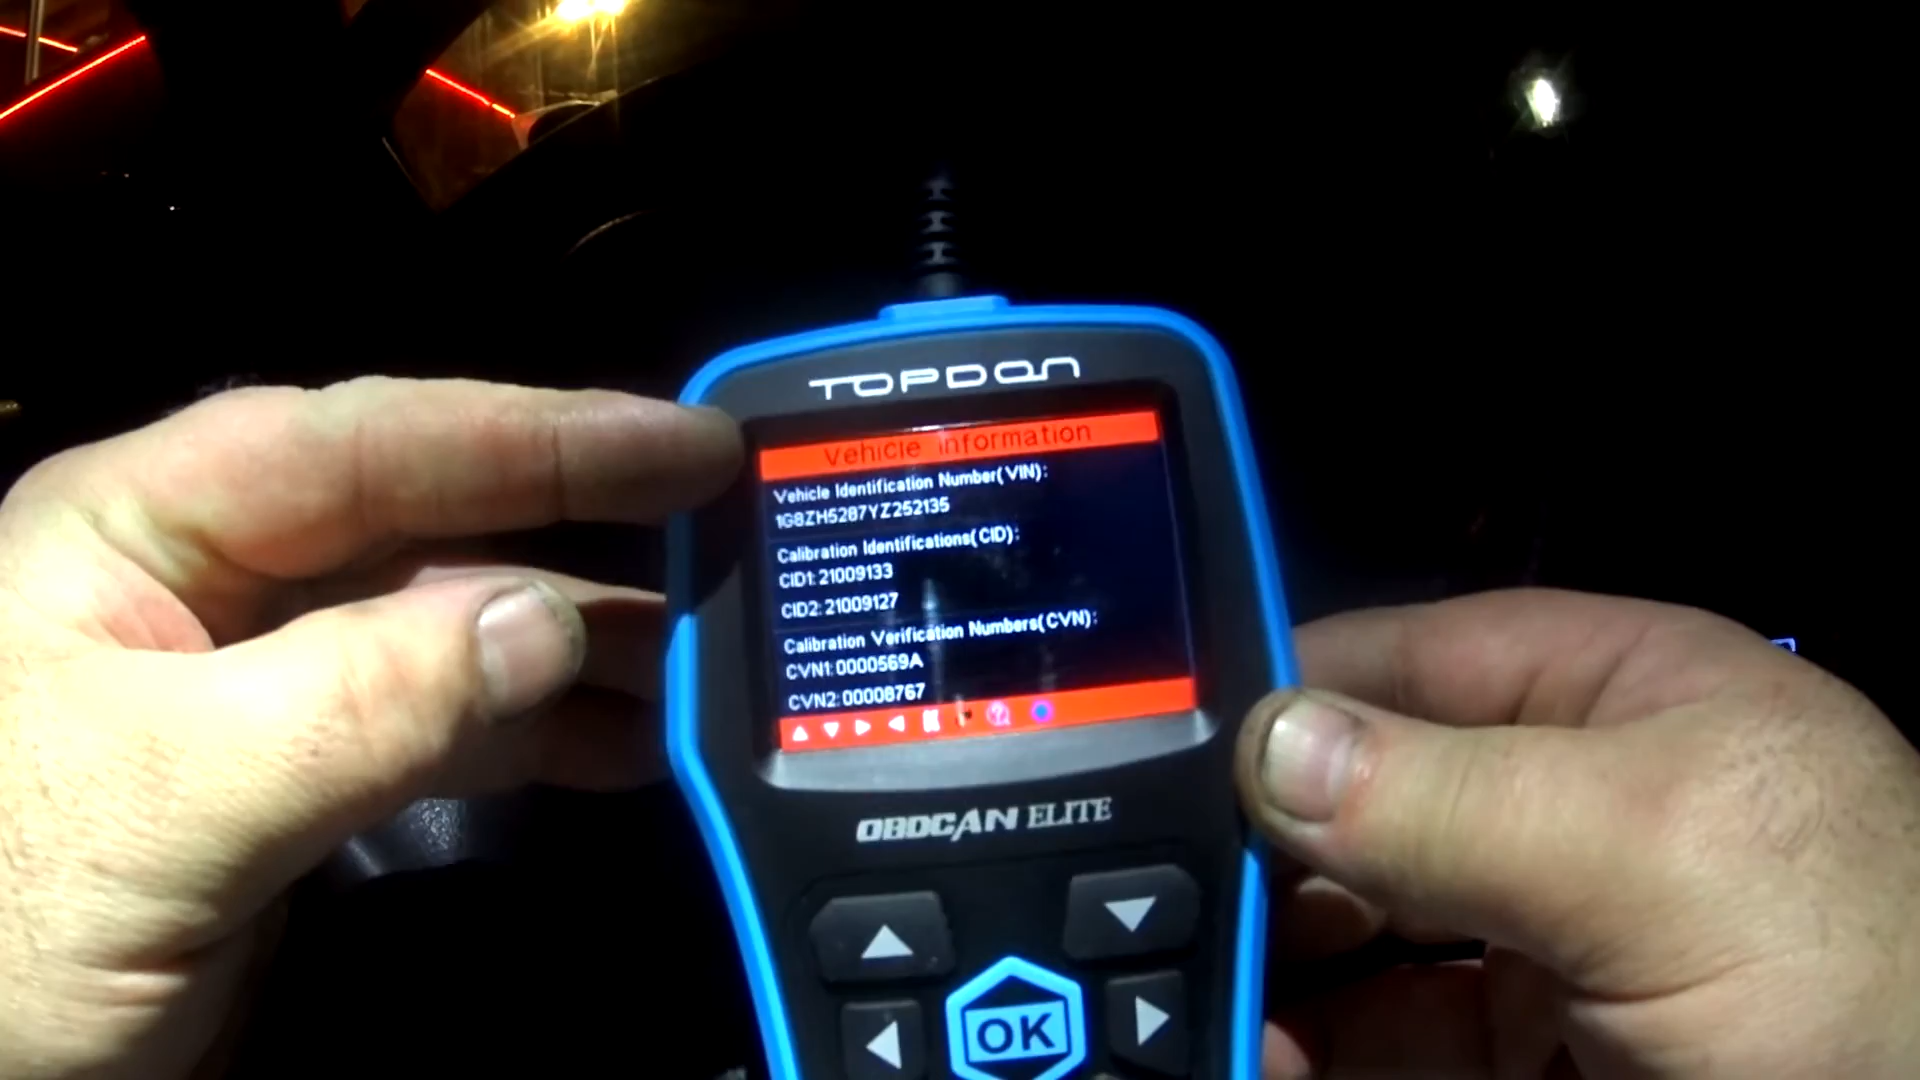 TOPDON
Vehicle Information
Vehicle Identification Number(VIN):
1G8ZH5287YZ252135
Calibration Identifications(CID):
CID1: 21009133
CID2: 21009127
Calibration Verification Numbers(CVN):
CVN1: 0000569A
CVN2: 00008767
OBDCAN ELITE
OK